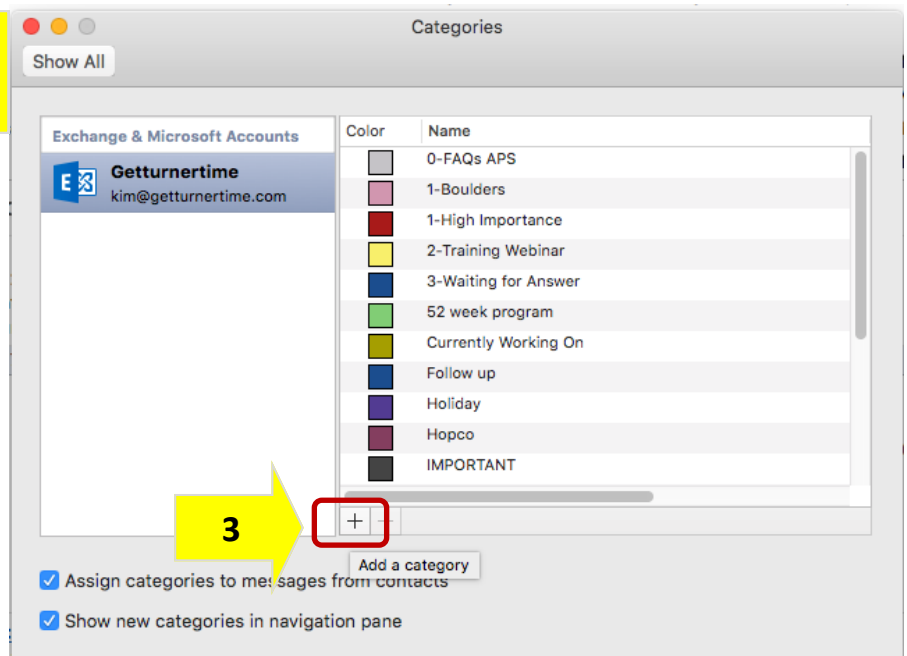 Categories
Show All
Exchange & Microsoft Accounts
Getturnertime
kim@getturnertime.com
Color Name
0-FAQs APS
1-Boulders
1-High Importance
2-Training Webinar
3-Waiting for Answer
52 week program
Currently Working On
Follow up
Holiday
Hopco
IMPORTANT
3
+ −
Add a category
Assign categories to messages from contacts
Show new categories in navigation pane